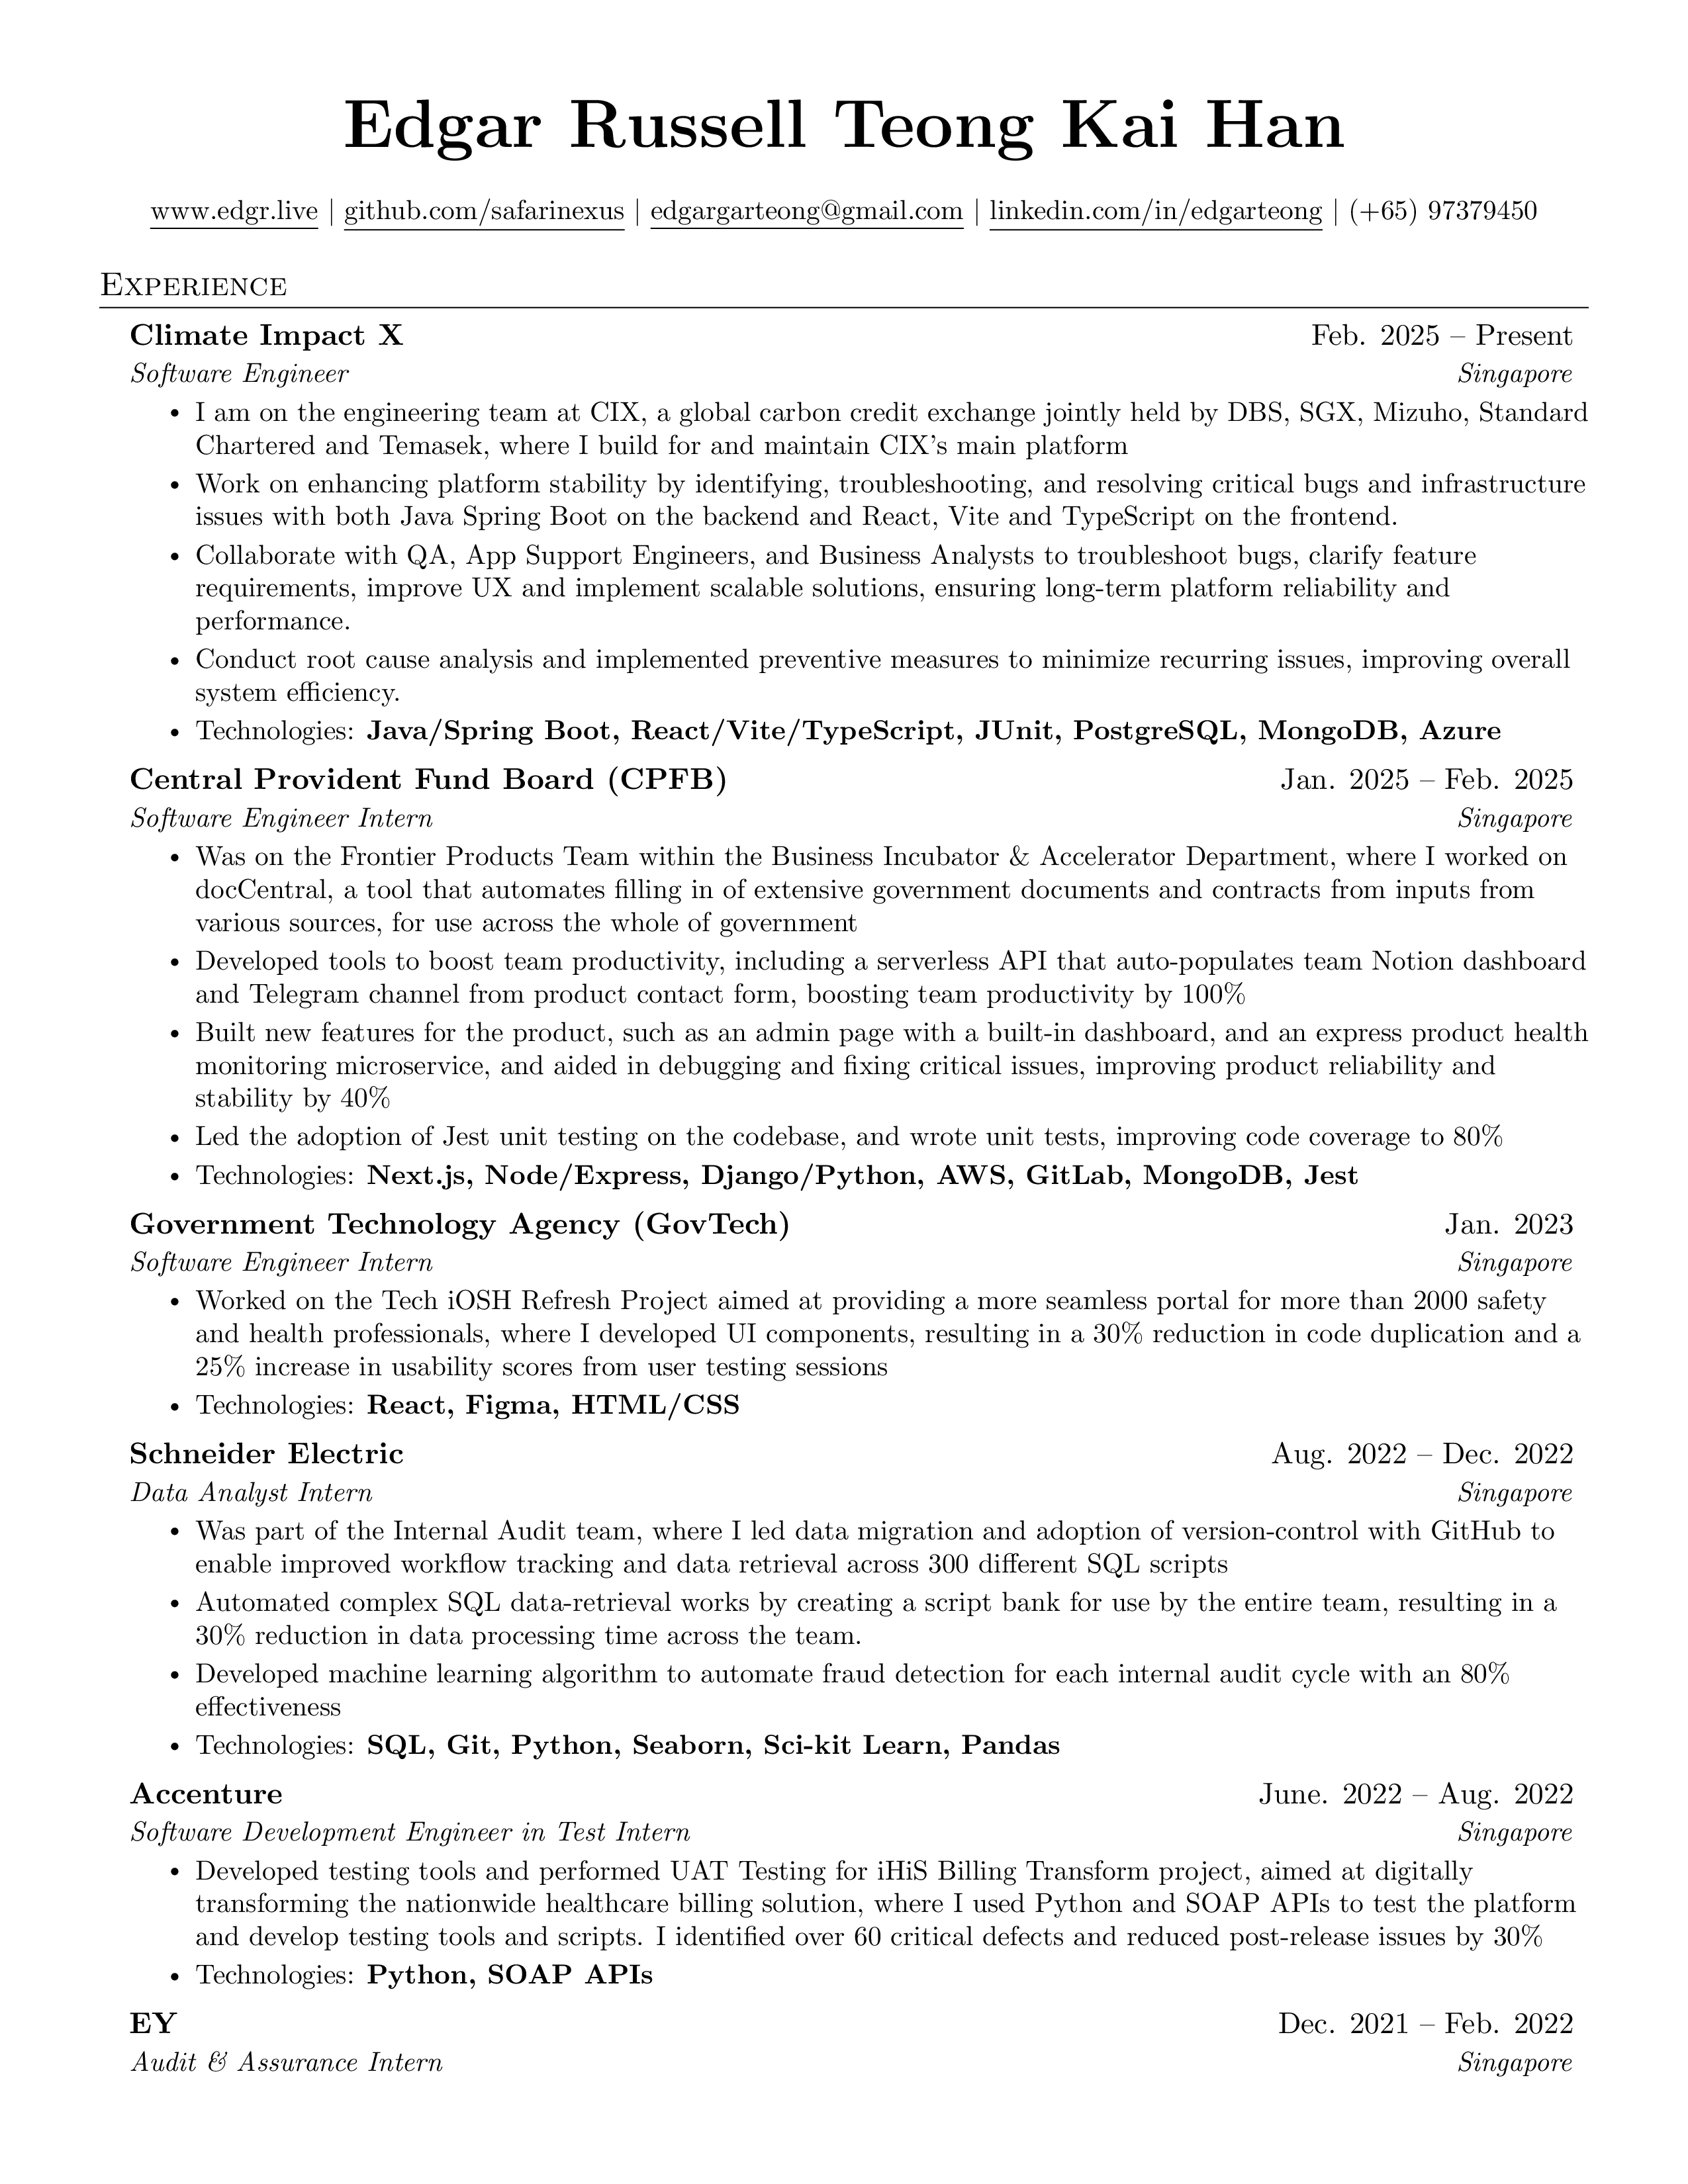 Edgar Russell Teong Kai Han
www.edgr.live | github.com/safarinexus | edgargarteong@gmail.com | linkedin.com/in/edgarteong | (+65) 97379450
Experience
Climate Impact X Feb. 2025 – Present
Software Engineer Singapore
• I am on the engineering team at CIX, a global carbon credit exchange jointly held by DBS, SGX, Mizuho, Standard
Chartered and Temasek, where I build for and maintain CIX's main platform
• Work on enhancing platform stability by identifying, troubleshooting, and resolving critical bugs and infrastructure
issues with both Java Spring Boot on the backend and React, Vite and TypeScript on the frontend.
• Collaborate with QA, App Support Engineers, and Business Analysts to troubleshoot bugs, clarify feature
requirements, improve UX and implement scalable solutions, ensuring long-term platform reliability and
performance.
• Conduct root cause analysis and implemented preventive measures to minimize recurring issues, improving overall
system efficiency.
• Technologies: Java/Spring Boot, React/Vite/TypeScript, JUnit, PostgreSQL, MongoDB, Azure
Central Provident Fund Board (CPFB) Jan. 2025 – Feb. 2025
Software Engineer Intern Singapore
• Was on the Frontier Products Team within the Business Incubator & Accelerator Department, where I worked on
docCentral, a tool that automates filling in of extensive government documents and contracts from inputs from
various sources, for use across the whole of government
• Developed tools to boost team productivity, including a serverless API that auto-populates team Notion dashboard
and Telegram channel from product contact form, boosting team productivity by 100%
• Built new features for the product, such as an admin page with a built-in dashboard, and an express product health
monitoring microservice, and aided in debugging and fixing critical issues, improving product reliability and
stability by 40%
• Led the adoption of Jest unit testing on the codebase, and wrote unit tests, improving code coverage to 80%
• Technologies: Next.js, Node/Express, Django/Python, AWS, GitLab, MongoDB, Jest
Government Technology Agency (GovTech) Jan. 2023
Software Engineer Intern Singapore
• Worked on the Tech iOSH Refresh Project aimed at providing a more seamless portal for more than 2000 safety
and health professionals, where I developed UI components, resulting in a 30% reduction in code duplication and a
25% increase in usability scores from user testing sessions
• Technologies: React, Figma, HTML/CSS
Schneider Electric Aug. 2022 – Dec. 2022
Data Analyst Intern Singapore
• Was part of the Internal Audit team, where I led data migration and adoption of version-control with GitHub to
enable improved workflow tracking and data retrieval across 300 different SQL scripts
• Automated complex SQL data-retrieval works by creating a script bank for use by the entire team, resulting in a
30% reduction in data processing time across the team.
• Developed machine learning algorithm to automate fraud detection for each internal audit cycle with an 80%
effectiveness
• Technologies: SQL, Git, Python, Seaborn, Sci-kit Learn, Pandas
Accenture June. 2022 – Aug. 2022
Software Development Engineer in Test Intern Singapore
• Developed testing tools and performed UAT Testing for iHiS Billing Transform project, aimed at digitally
transforming the nationwide healthcare billing solution, where I used Python and SOAP APIs to test the platform
and develop testing tools and scripts. I identified over 60 critical defects and reduced post-release issues by 30%
• Technologies: Python, SOAP APIs
EY Dec. 2021 – Feb. 2022
Audit & Assurance Intern Singapore